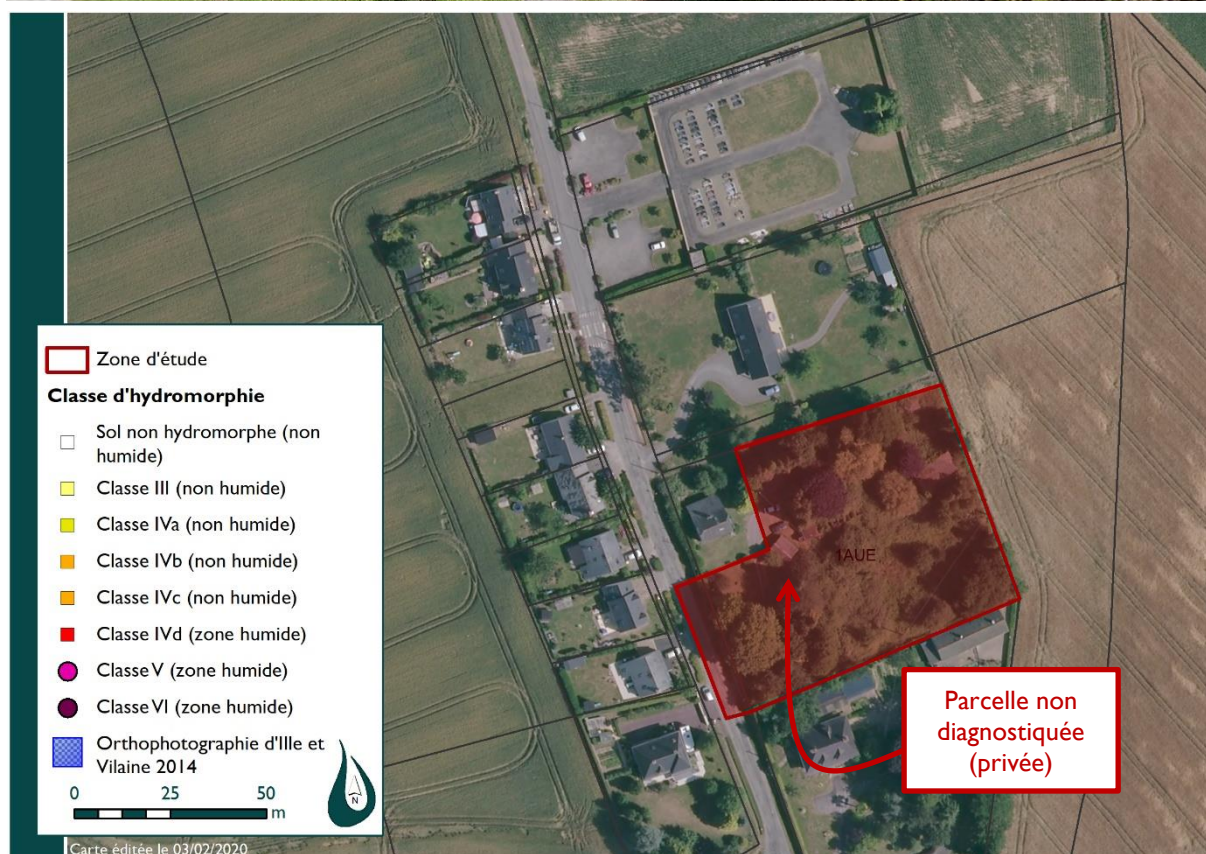 Zone d'étude
Classe d'hydromorphie
Sol non hydromorphe (non
humide)
Classe III (non humide)
Classe IVa (non humide)
Classe IVb (non humide)
Classe IVc (non humide)
Classe IVd (zone humide)
Classe V (zone humide)
Classe VI (zone humide)
Orthophotographie d'Ille et
Vilaine 2014
0 25 50
m
N
Carte éditée le 03/02/2020
1AUE
Parcelle non
diagnostiquée
(privée)